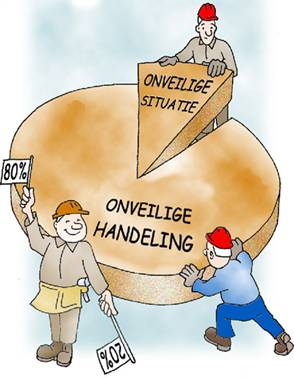 ONVEILIGE
SITUATIE
80%
ONVEILIGE
HANDELING
20%